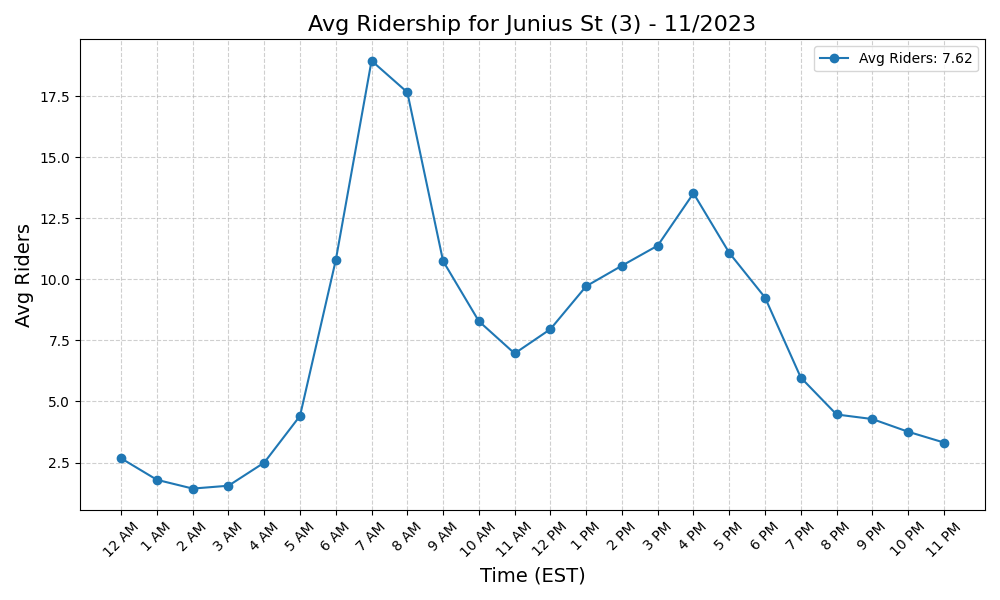 Avg Ridership for Junius St (3) - 11/2023
Avg Riders: 7.62
Avg Riders
17.5
15.0
12.5
10.0
7.5
5.0
2.5
12 AM
1 AM
2 AM
3 AM
4 AM
5 AM
6 AM
7 AM
8 AM
9 AM
10 AM
11 AM
12 PM
1 PM
2 PM
3 PM
4 PM
5 PM
6 PM
7 PM
8 PM
9 PM
10 PM
11 PM
Time (EST)